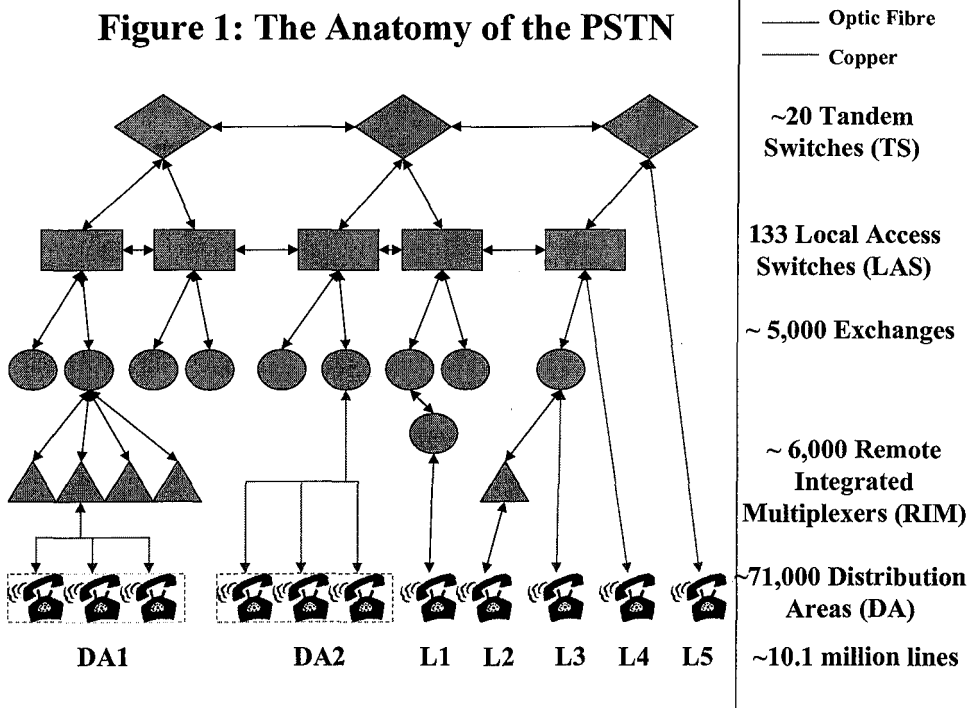 Figure 1: The Anatomy of the PSTN
Optic Fibre
Copper
~20 Tandem
Switches (TS)
133 Local Access
Switches (LAS)
~ 5,000 Exchanges
~ 6,000 Remote
Integrated
Multiplexers (RIM)
~71,000 Distribution
Areas (DA)
DA1 DA2 L1 L2 L3 L4 L5
~10.1 million lines